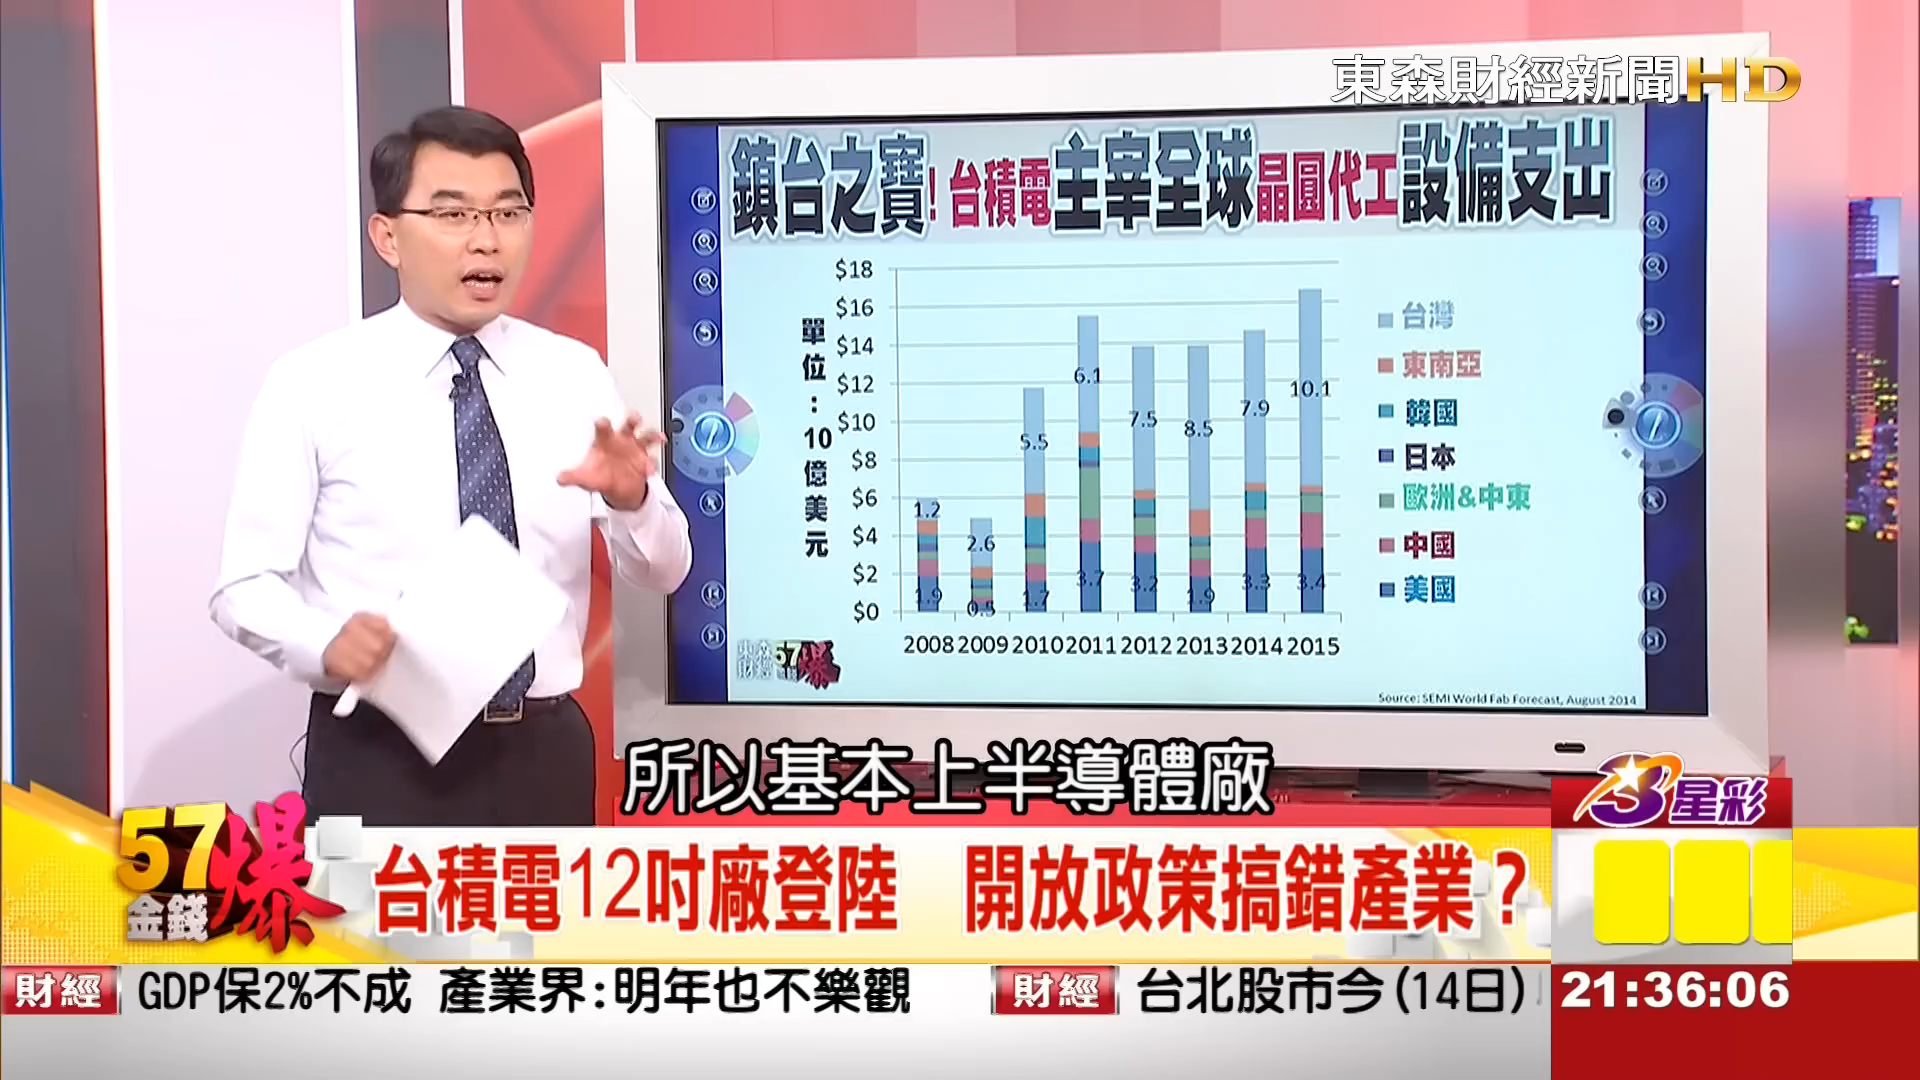 東森財經新聞HD
鎮台之寶!台積電主宰全球晶圓代工設備支出
單位:10億美元
$18
$16
$14
$12
$10
$8
$6
$4
$2
$0
1.2
1.9
2.6
0.5
5.5
1.7
6.1
3.7
7.5
3.2
8.5
1.9
7.9
3.3
10.1
3.4
2008 2009 2010 2011 2012 2013 2014 2015
台灣
東南亞
韓國
日本
歐洲&中東
中國
美國
東森財經 57 爆
Source: SEMI World Fab Forecast, August 2014
所以基本上半導體廠
57金錢爆
台積電12吋廠登陸 開放政策搞錯產業?
3星彩
財經 GDP保2%不成 產業界:明年也不樂觀 財經 台北股市今(14日)
21:36:06